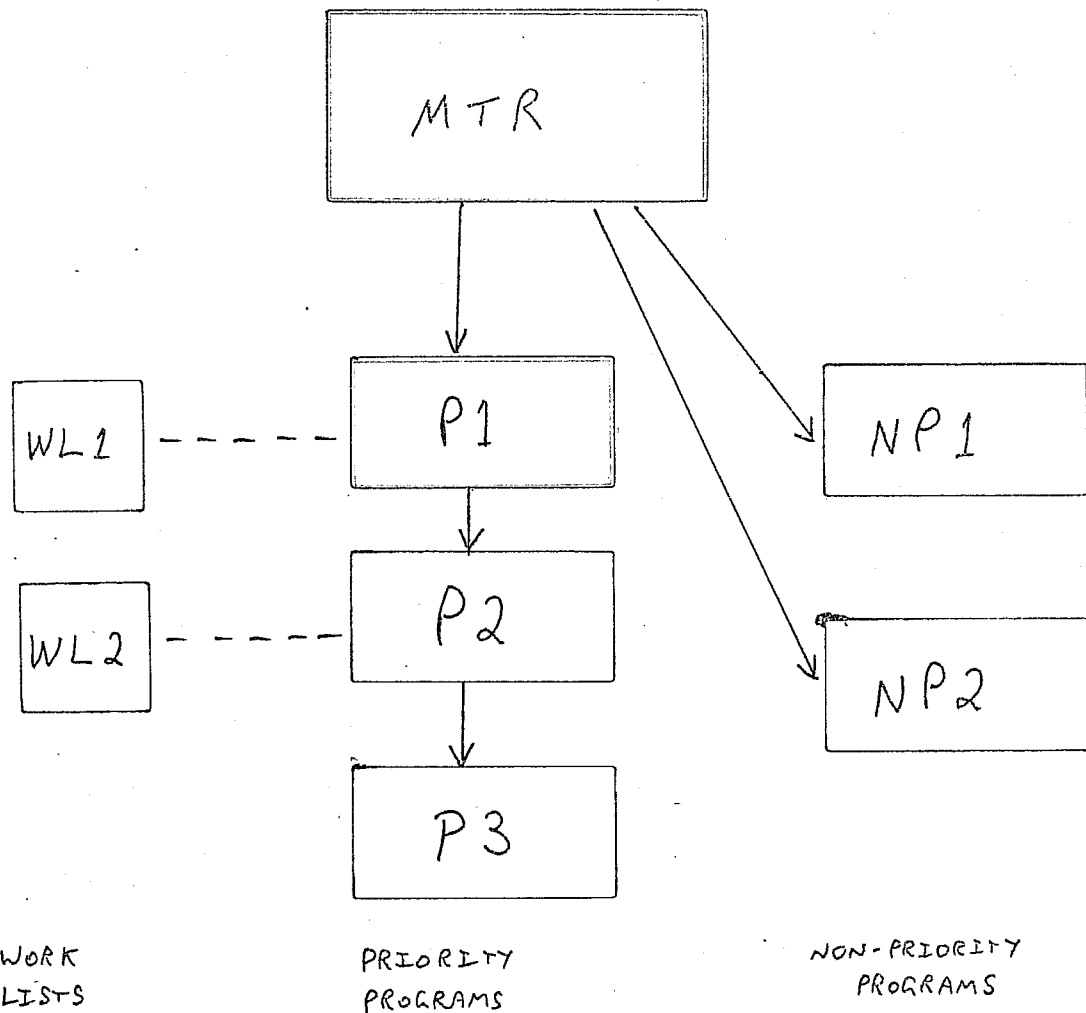 MTR
P1
WL1
NP1
P2
WL2
NP2
P3
WORK
LISTS
PRIORITY
PROGRAMS
NON-PRIORITY
PROGRAMS